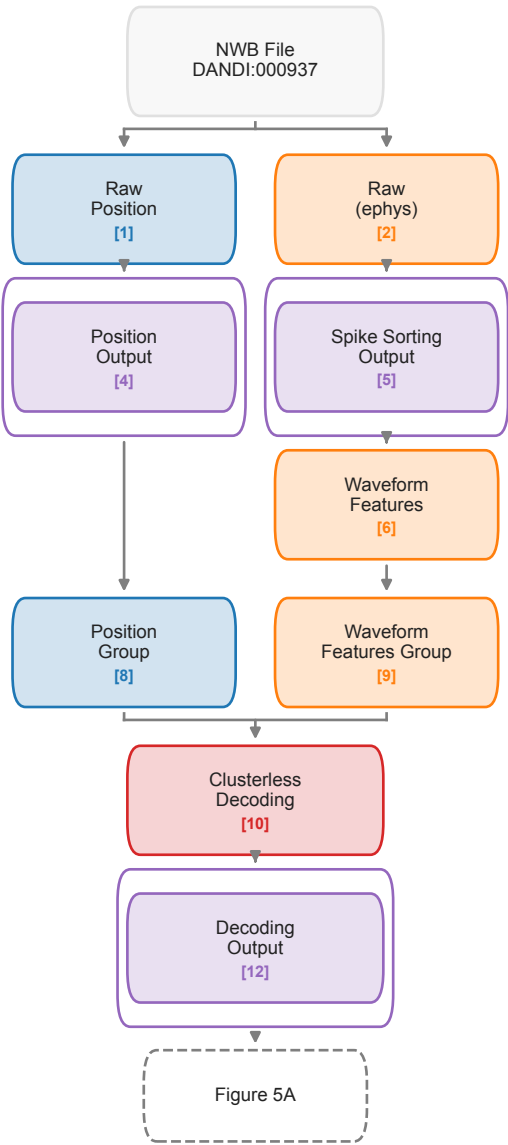 NWB File
DANDI:000937
Raw
Position
[1]
Raw
(ephys)
[2]
Position
Output
[4]
Spike Sorting
Output
[5]
Waveform
Features
[6]
Position
Group
[8]
Waveform
Features Group
[9]
Clusterless
Decoding
[10]
Decoding
Output
[12]
Figure 5A